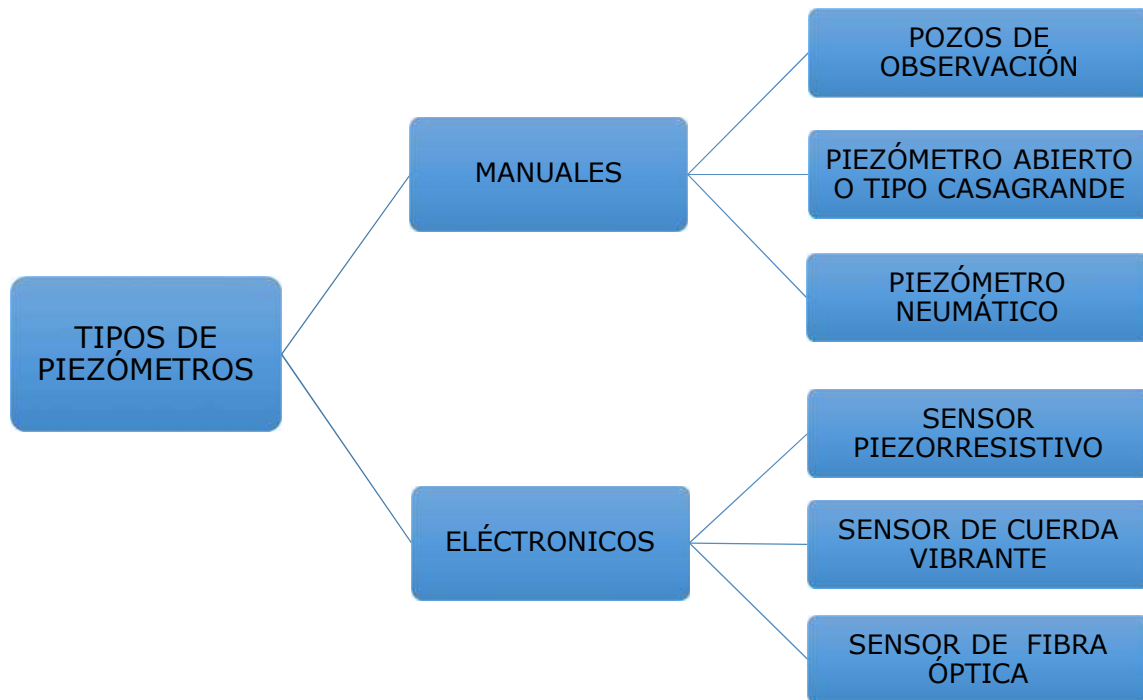 TIPOS DE
PIEZÓMETROS
MANUALES
POZOS DE
OBSERVACIÓN
PIEZÓMETRO ABIERTO
O TIPO CASAGRANDE
PIEZÓMETRO
NEUMÁTICO
ELÉCTRONICOS
SENSOR
PIEZORRESISTIVO
SENSOR DE CUERDA
VIBRANTE
SENSOR DE FIBRA
ÓPTICA